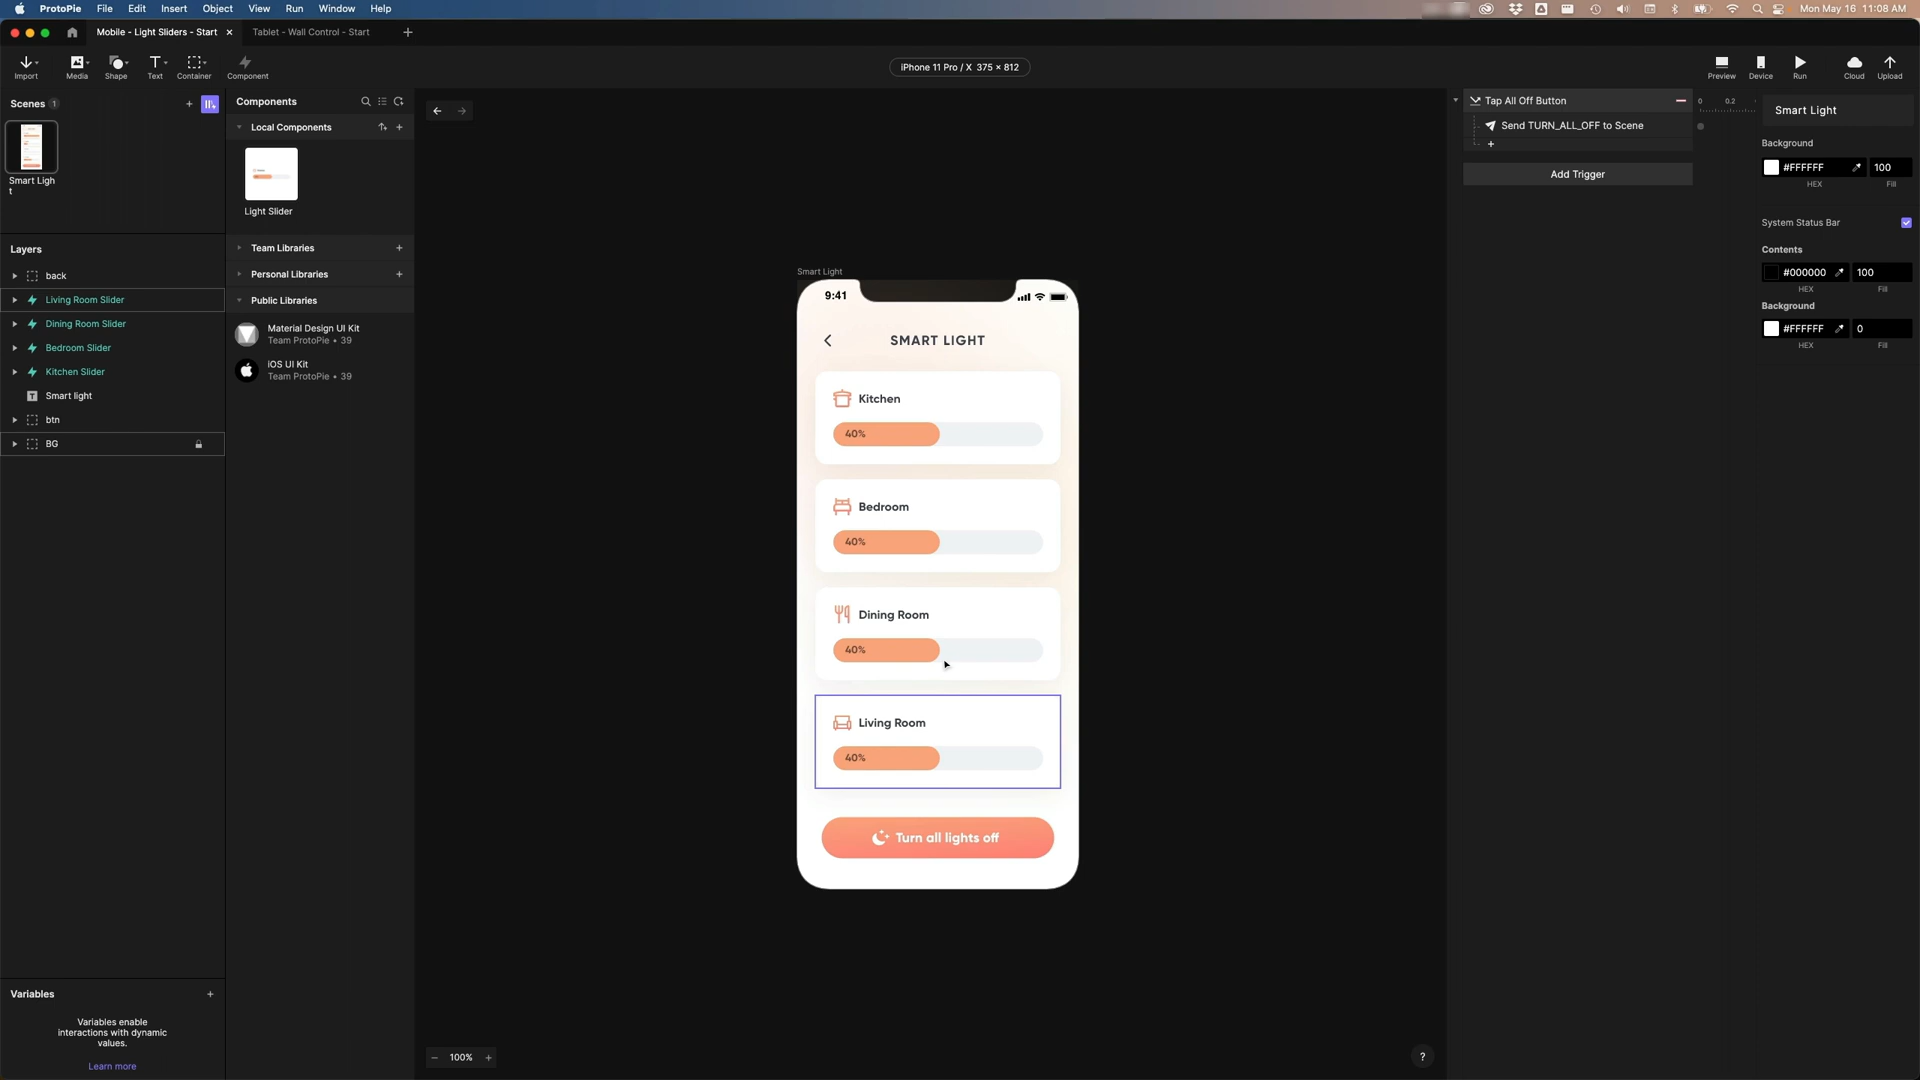 ProtoPie File Edit Insert Object View Run Window Help
Mon May 16 11:08 AM
Mobile - Light Sliders - Start
Tablet - Wall Control - Start
Import
Media
Shape
Text
Container
Component
iPhone 11 Pro / X 375 × 812
Preview
Device
Run
Cloud
Upload
Scenes 1
Smart Ligh
t
Layers
back
Living Room Slider
Dining Room Slider
Bedroom Slider
Kitchen Slider
Smart light
btn
BG
Variables
Variables enable
interactions with dynamic
values.
Learn more
Components
Local Components
Light Slider
Team Libraries
Personal Libraries
Public Libraries
Material Design UI Kit
Team ProtoPie • 39
iOS UI Kit
Team ProtoPie • 39
Smart Light
9:41
SMART LIGHT
Kitchen
40%
Bedroom
40%
Dining Room
40%
Living Room
40%
Turn all lights off
100%
?
Tap All Off Button
Send TURN_ALL_OFF to Scene
Add Trigger
0 0.2
Smart Light
Background
#FFFFFF 100
HEX Fill
System Status Bar
Contents
#000000 100
HEX Fill
Background
#FFFFFF 0
HEX Fill